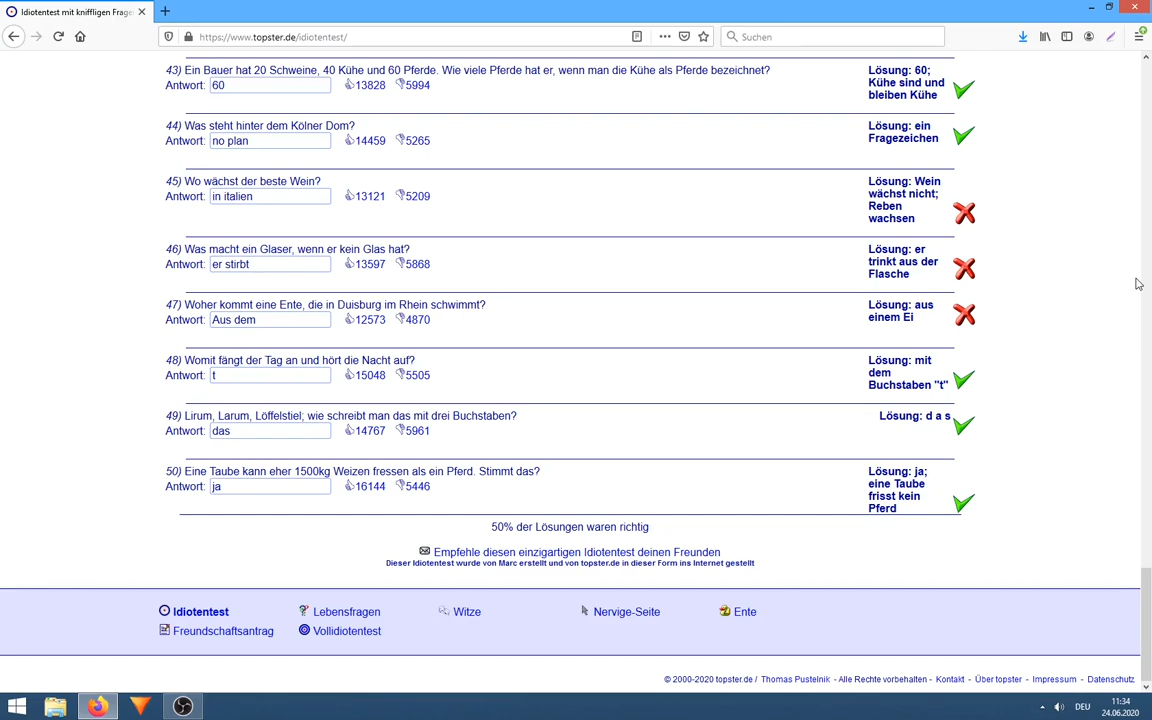 Idiotentest mit kniffligen Frage
https://www.topster.de/idiotentest/
Suchen
43) Ein Bauer hat 20 Schweine, 40 Kühe und 60 Pferde. Wie viele Pferde hat er, wenn man die Kühe als Pferde bezeichnet?
Antwort: 60 13828 5994
Lösung: 60;
Kühe sind und
bleiben Kühe
44) Was steht hinter dem Kölner Dom?
Antwort: no plan 14459 5265
Lösung: ein
Fragezeichen
45) Wo wächst der beste Wein?
Antwort: in italien 13121 5209
Lösung: Wein
wächst nicht;
Reben
wachsen
46) Was macht ein Glaser, wenn er kein Glas hat?
Antwort: er stirbt 13597 5868
Lösung: er
trinkt aus der
Flasche
47) Woher kommt eine Ente, die in Duisburg im Rhein schwimmt?
Antwort: Aus dem 12573 4870
Lösung: aus
einem Ei
48) Womit fängt der Tag an und hört die Nacht auf?
Antwort: t 15048 5505
Lösung: mit
dem
Buchstaben "t"
49) Lirum, Larum, Löffelstiel; wie schreibt man das mit drei Buchstaben?
Antwort: das 14767 5961
Lösung: d a s
50) Eine Taube kann eher 1500kg Weizen fressen als ein Pferd. Stimmt das?
Antwort: ja 16144 5446
Lösung: ja;
eine Taube
frisst kein
Pferd
50% der Lösungen waren richtig
Empfehle diesen einzigartigen Idiotentest deinen Freunden
Dieser Idiotentest wurde von Marc erstellt und von topster.de in dieser Form ins Internet gestellt
Idiotentest Lebensfragen Witze Nervige-Seite Ente
Freundschaftsantrag Vollidiotentest
© 2000-2020 topster.de / Thomas Pustelnik - Alle Rechte vorbehalten - Kontakt - Über topster - Impressum - Datenschutz
DEU
11:34
24.06.2020